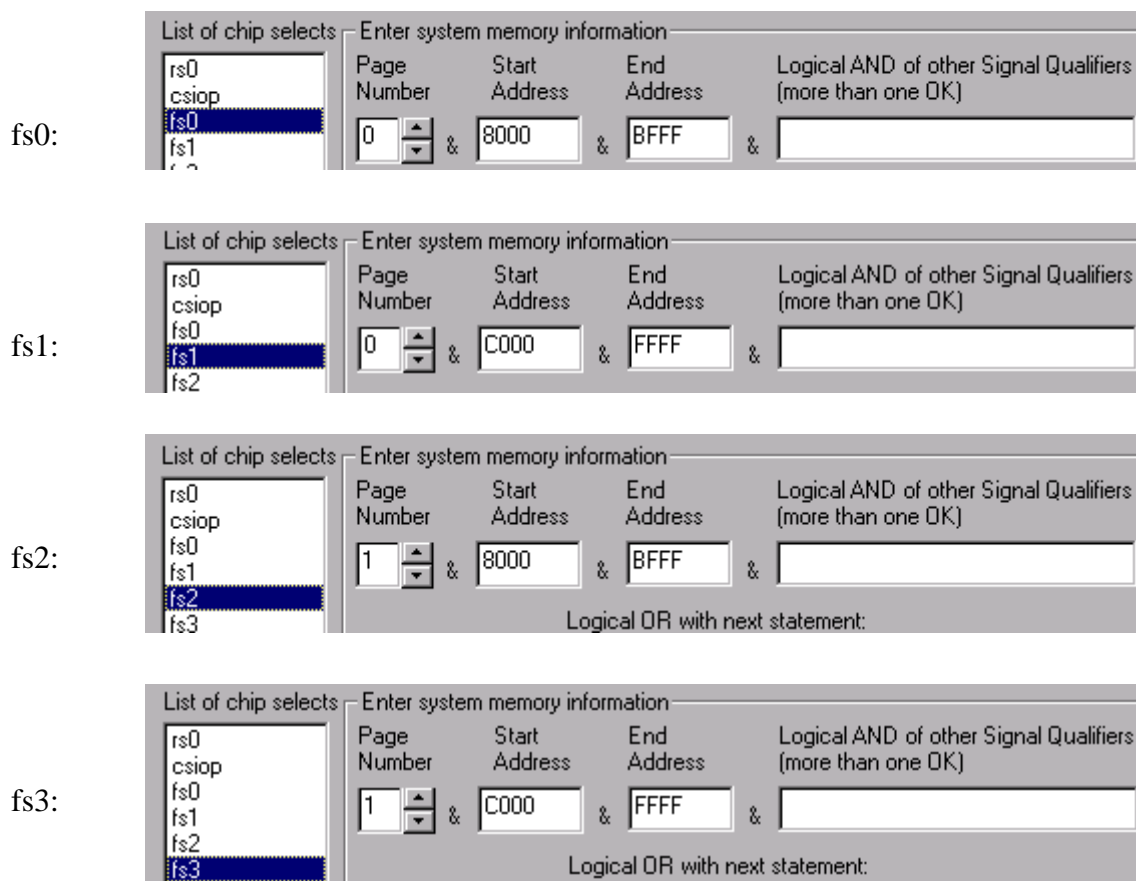 List of chip selects Enter system memory information
Page Start End Logical AND of other Signal Qualifiers
Number Address Address (more than one OK)
rs0
csiop
fs0
fs1
fs0:
0 & 8000 & BFFF &
List of chip selects Enter system memory information
Page Start End Logical AND of other Signal Qualifiers
Number Address Address (more than one OK)
rs0
csiop
fs0
fs1
fs2
fs1:
0 & C000 & FFFF &
List of chip selects Enter system memory information
Page Start End Logical AND of other Signal Qualifiers
Number Address Address (more than one OK)
rs0
csiop
fs0
fs1
fs2
fs3
fs2:
1 & 8000 & BFFF &
Logical OR with next statement:
List of chip selects Enter system memory information
Page Start End Logical AND of other Signal Qualifiers
Number Address Address (more than one OK)
rs0
csiop
fs0
fs1
fs2
fs3
fs3:
1 & C000 & FFFF &
Logical OR with next statement: